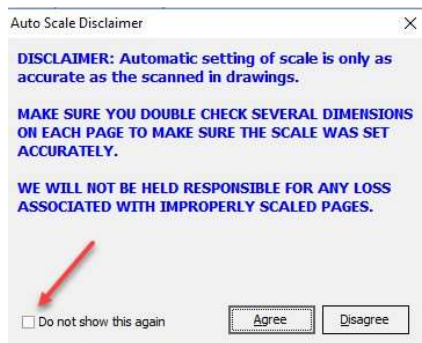 Auto Scale Disclaimer
DISCLAIMER: Automatic setting of scale is only as
accurate as the scanned in drawings.
MAKE SURE YOU DOUBLE CHECK SEVERAL DIMENSIONS
ON EACH PAGE TO MAKE SURE THE SCALE WAS SET
ACCURATELY.
WE WILL NOT BE HELD RESPONSIBLE FOR ANY LOSS
ASSOCIATED WITH IMPROPERLY SCALED PAGES.
Do not show this again
Agree
Disagree